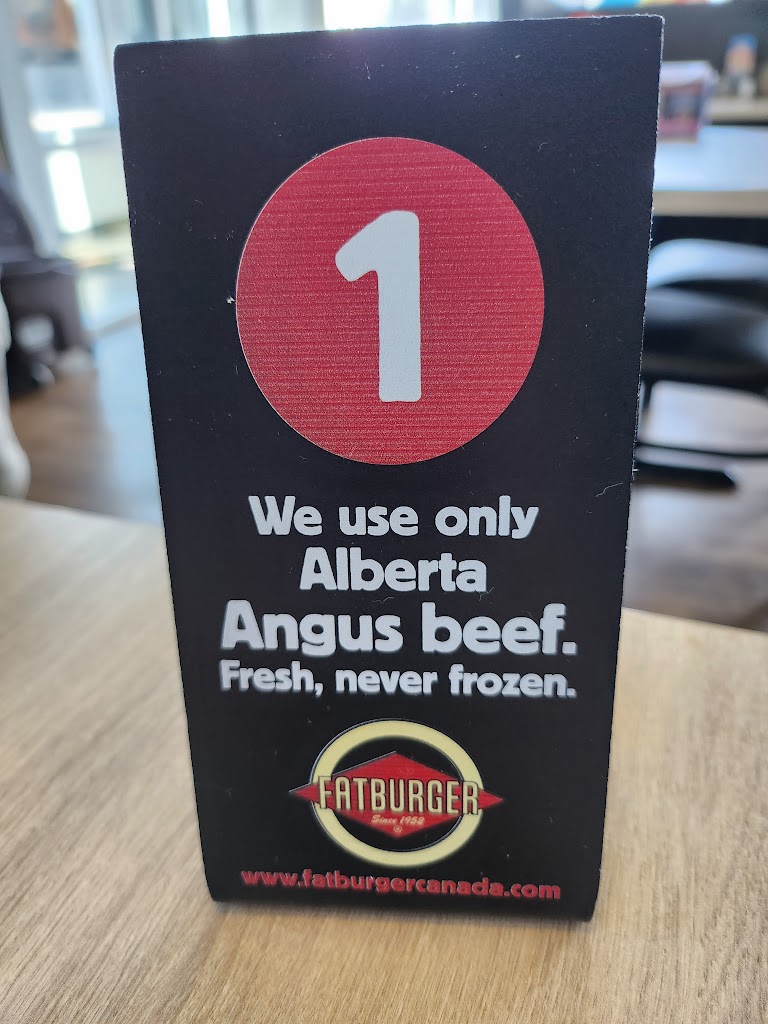 1
We use only
Alberta
Angus beef.
Fresh, never frozen.
FATBURGER
Since 1952
®
www.fatburgercanada.com